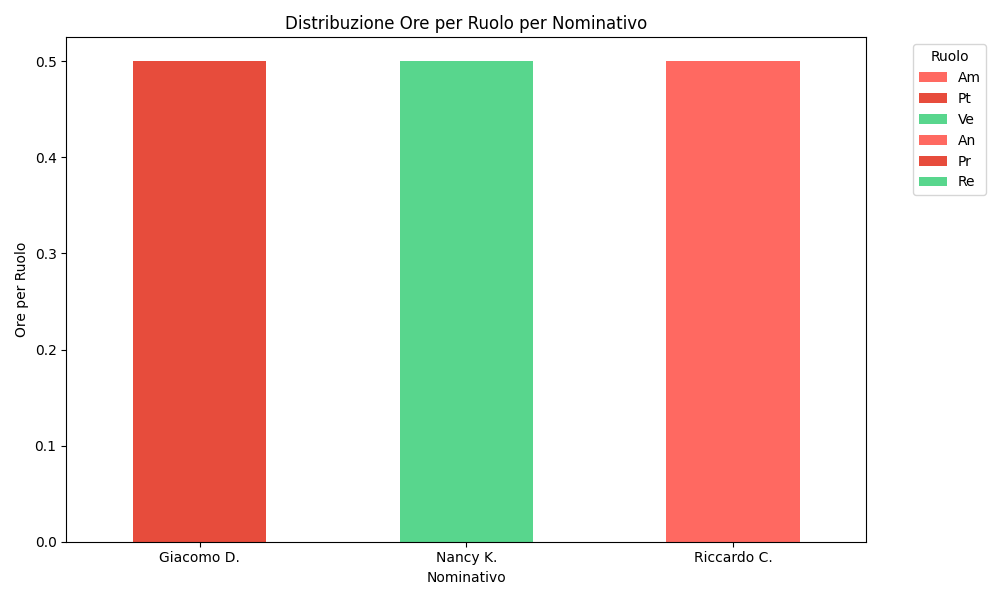 Distribuzione Ore per Ruolo per Nominativo
Ruolo
Am
Pt
Ve
An
Pr
Re
Ore per Ruolo
0.5
0.4
0.3
0.2
0.1
0.0
Giacomo D.
Nancy K.
Riccardo C.
Nominativo